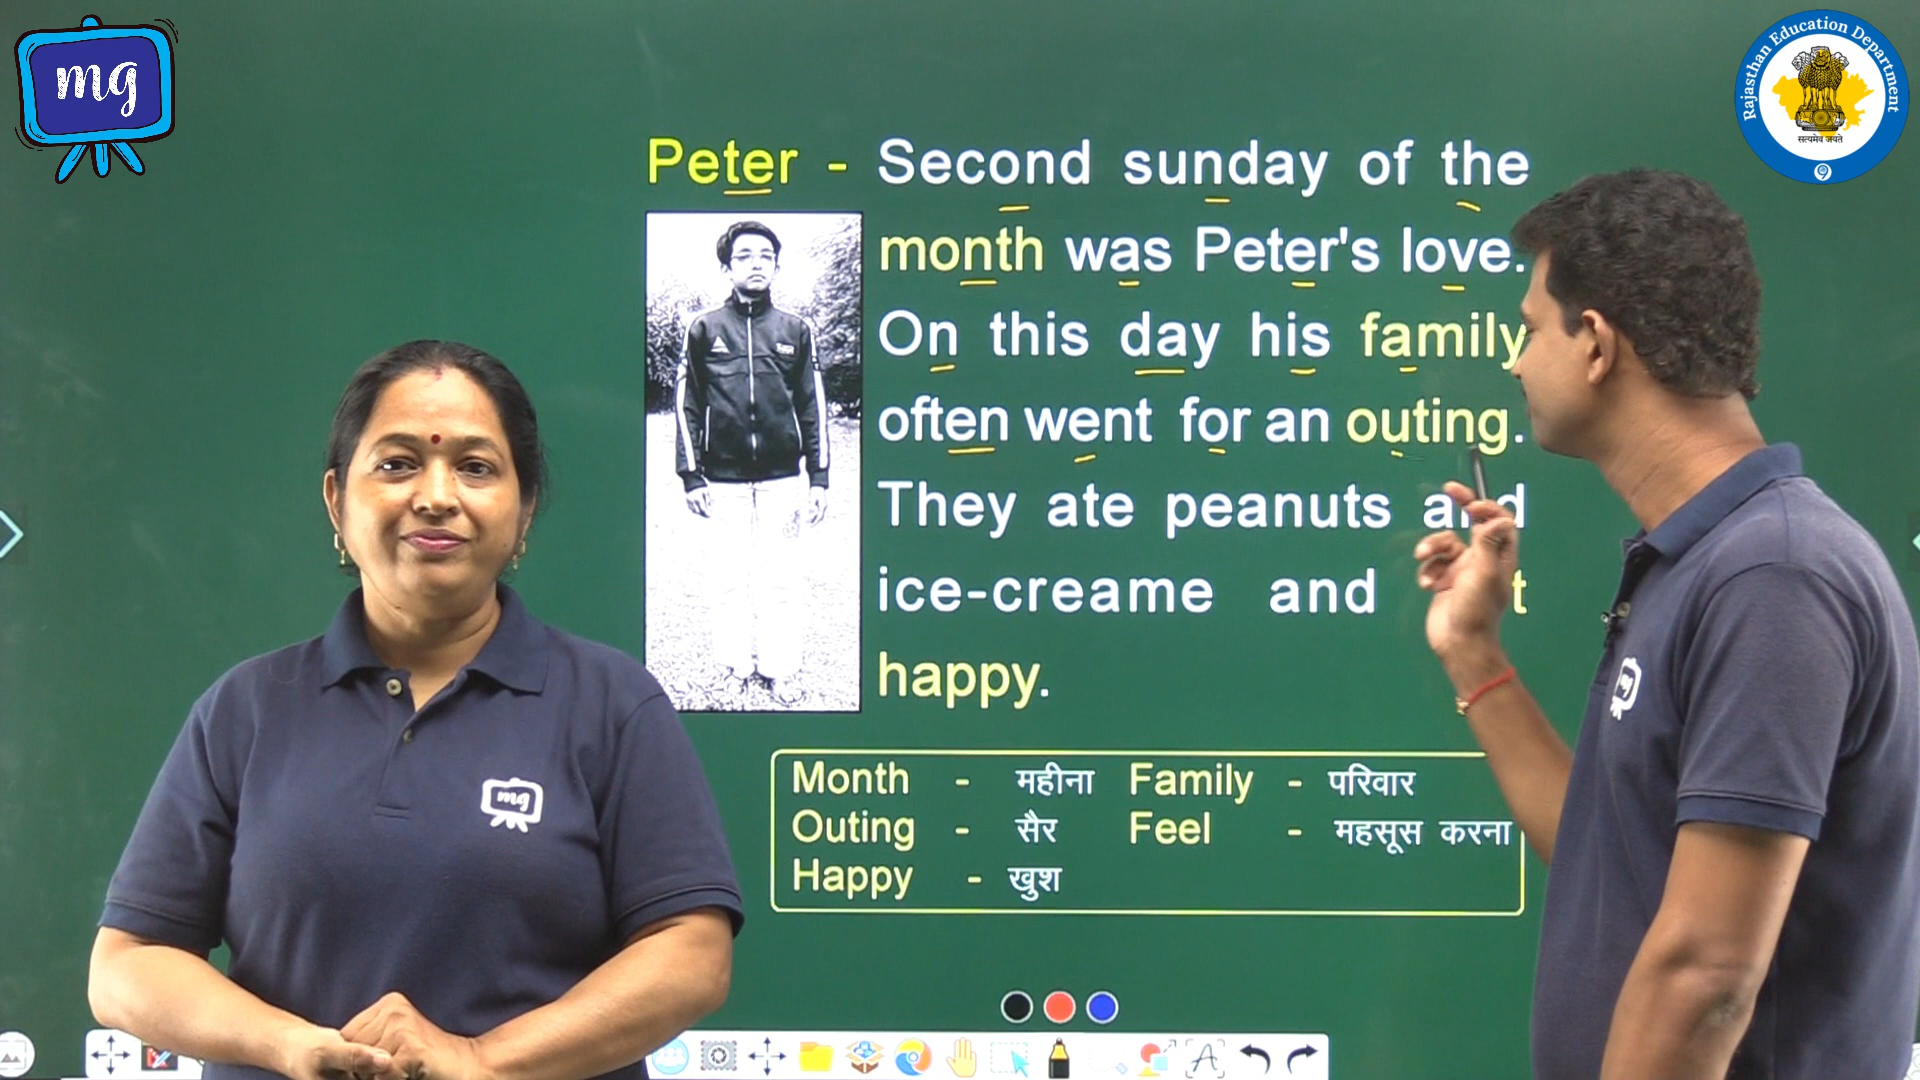 mg
Rajasthan Education Department
सत्यमेव जयते
Peter - Second sunday of the
month was Peter's love.
On this day his family
often went for an outing.
They ate peanuts and
ice-creame and
happy.
Month - महीना Family - परिवार
Outing - सैर Feel - महसूस करना
Happy - खुश
mg
mg